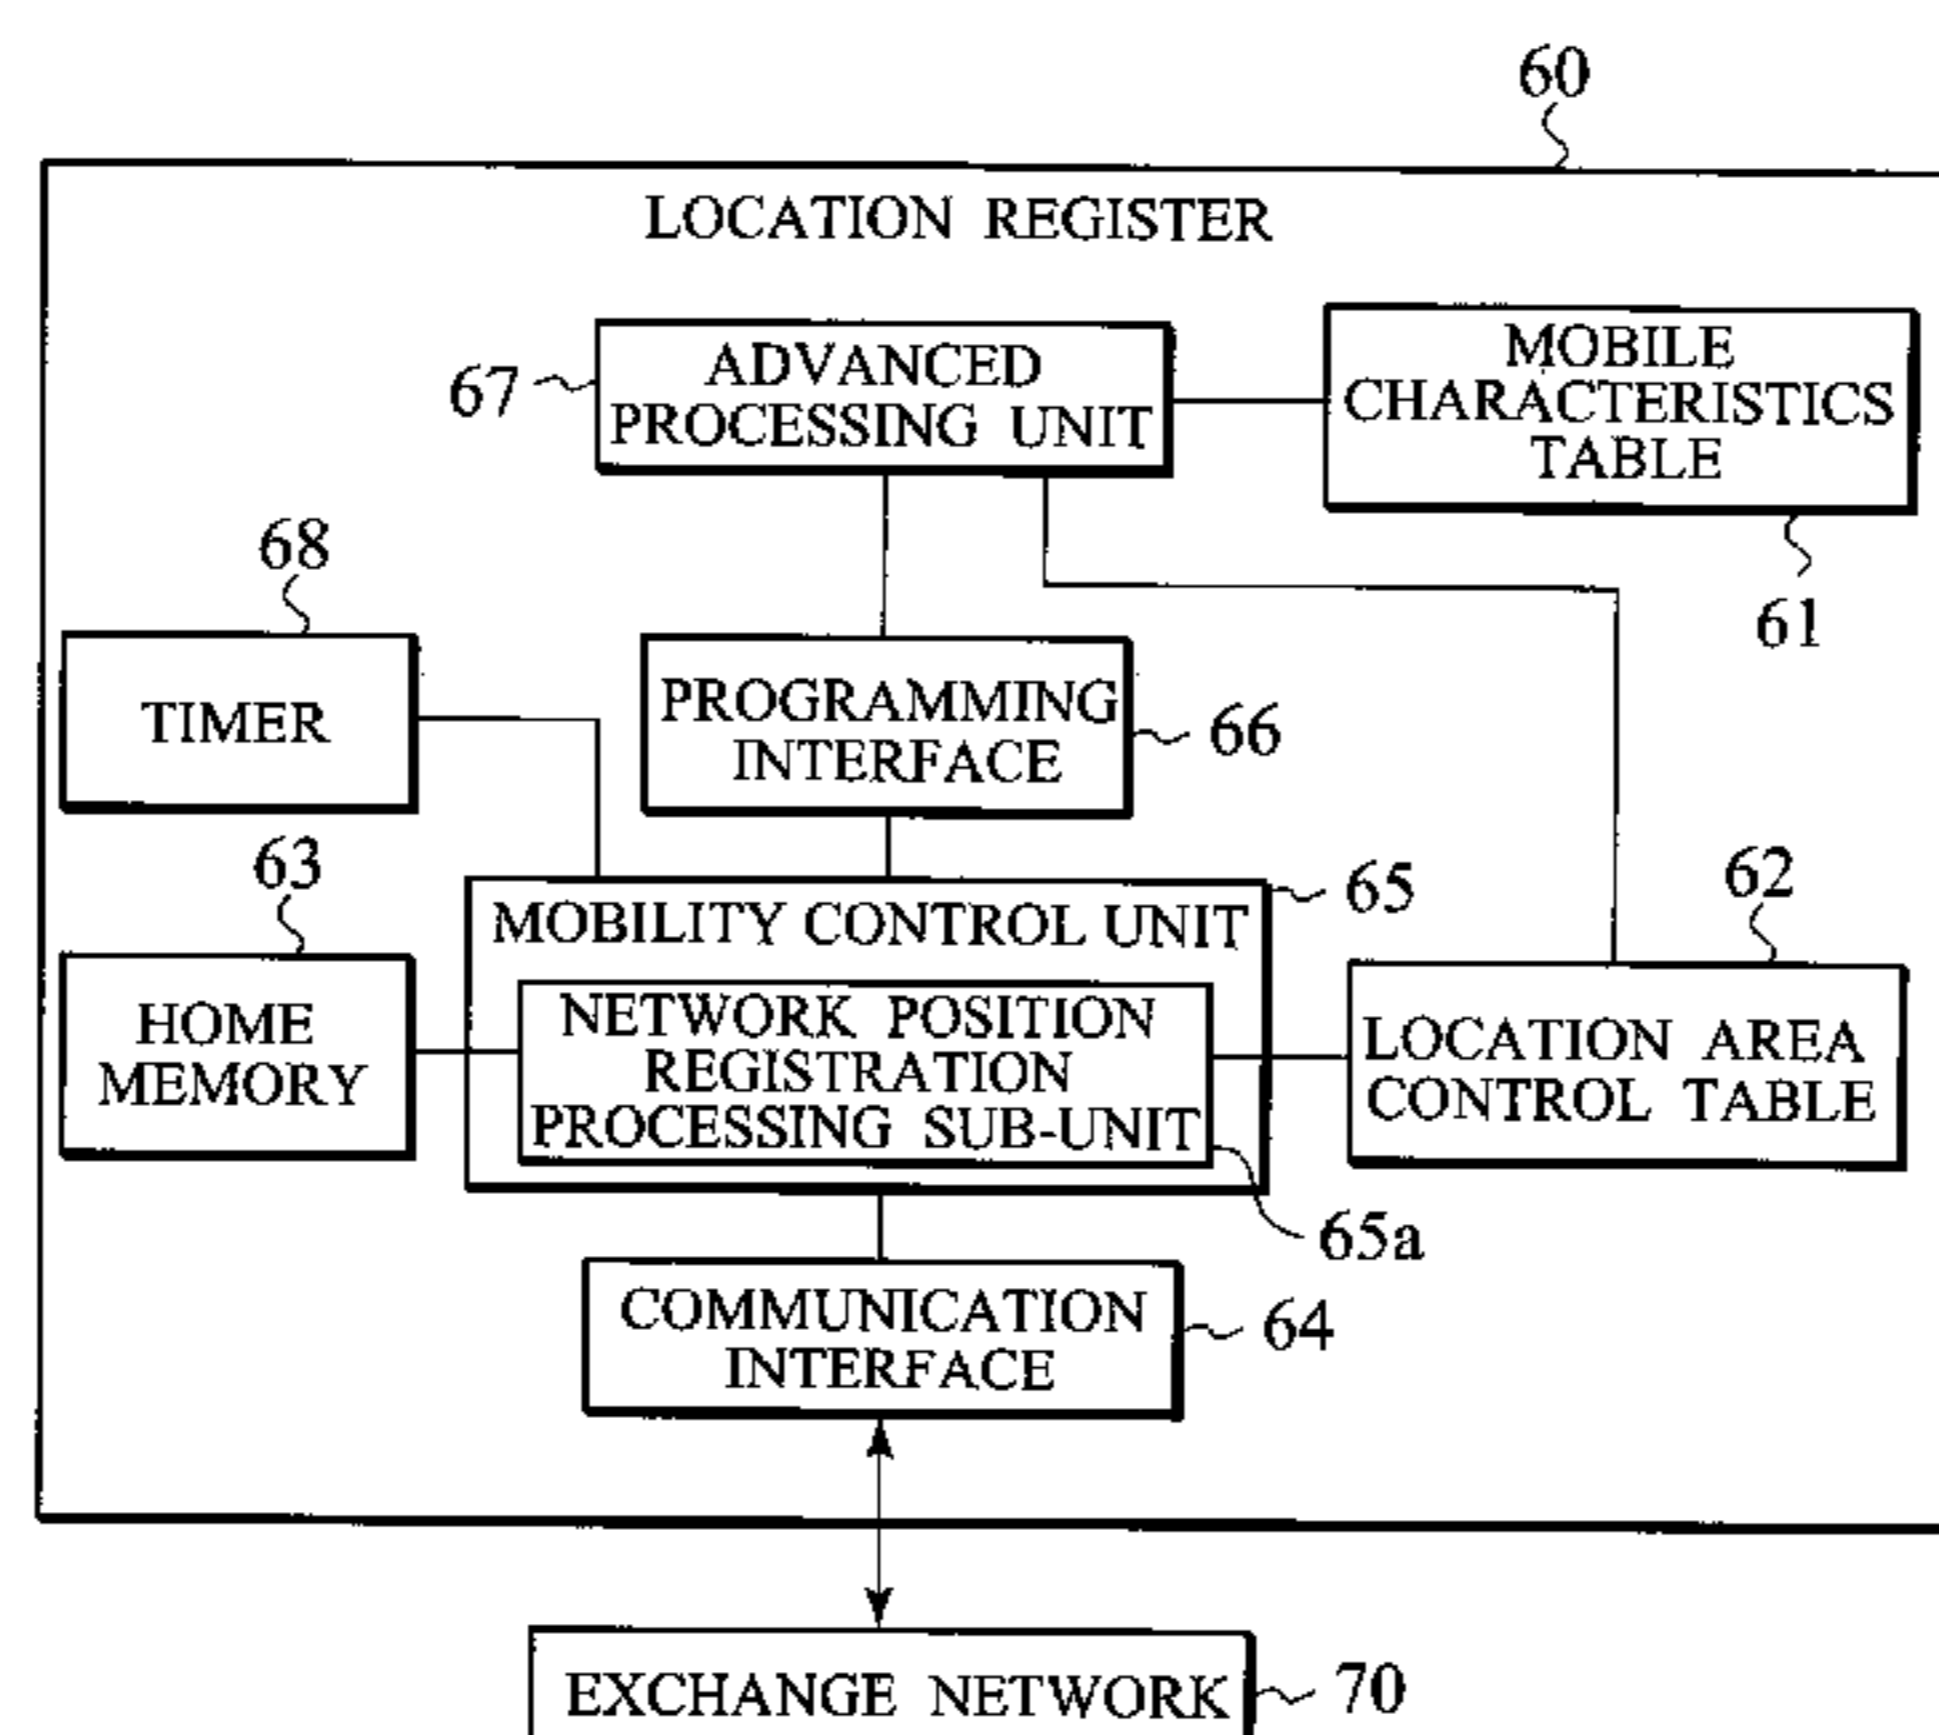 60
LOCATION REGISTER
67
ADVANCED
PROCESSING UNIT
MOBILE
CHARACTERISTICS
TABLE
61
68
TIMER
PROGRAMMING
INTERFACE
66
63
HOME
MEMORY
65
MOBILITY CONTROL UNIT
NETWORK POSITION
REGISTRATION
PROCESSING SUB-UNIT
65a
62
LOCATION AREA
CONTROL TABLE
COMMUNICATION
INTERFACE
64
EXCHANGE NETWORK
70